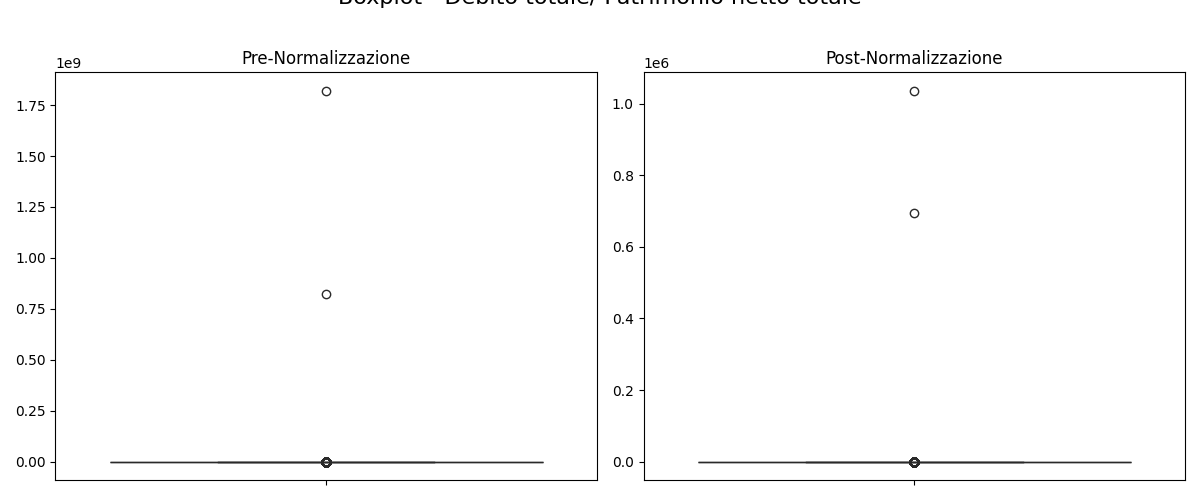 Boxplot - Debito totale/ Patrimonio netto totale
Pre-Normalizzazione
Post-Normalizzazione
1e9
1e6
1.75
1.50
1.25
1.00
0.75
0.50
0.25
0.00
1.0
0.8
0.6
0.4
0.2
0.0